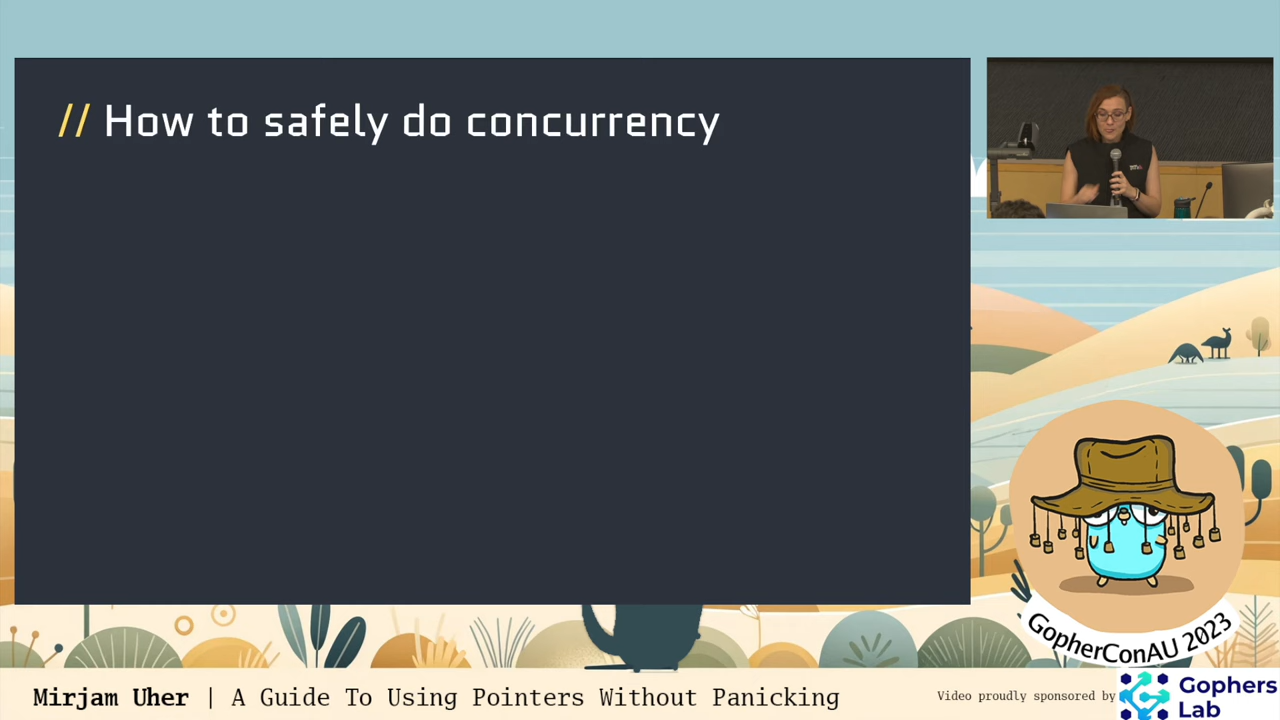 // How to safely do concurrency
GopherConAU 2023
Mirjam Uher | A Guide To Using Pointers Without Panicking
Video proudly sponsored by
Gophers
Lab